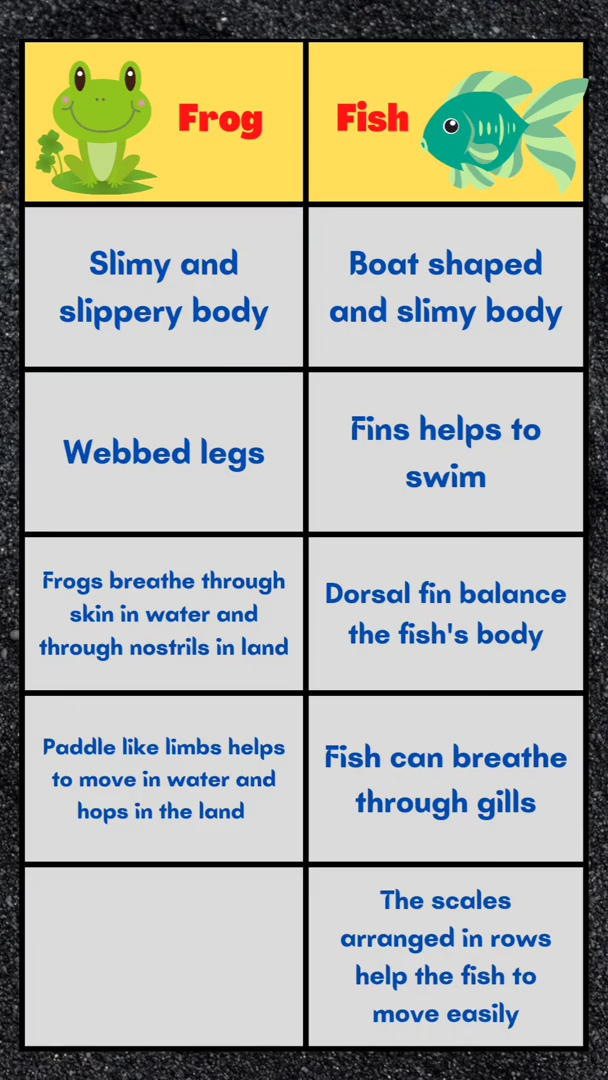 Frog
Fish
Slimy and
slippery body
Boat shaped
and slimy body
Webbed legs
Fins helps to
swim
Frogs breathe through
skin in water and
through nostrils in land
Dorsal fin balance
the fish's body
Paddle like limbs helps
to move in water and
hops in the land
Fish can breathe
through gills
The scales
arranged in rows
help the fish to
move easily